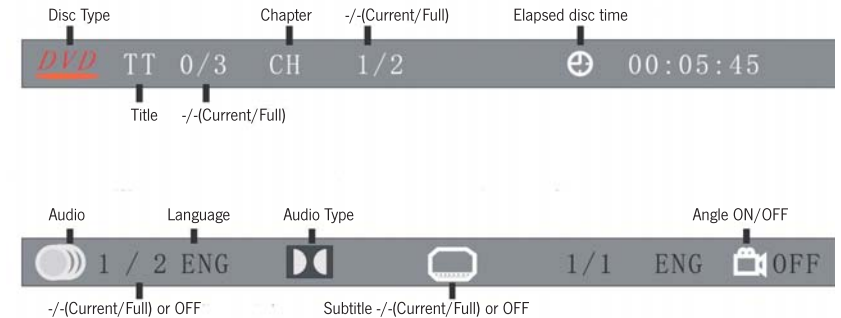 Disc Type Chapter -/-(Current/Full) Elapsed disc time
DVD TT 0/3 CH 1/2 00:05:45
Title -/-(Current/Full)
Audio Language Audio Type Angle ON/OFF
1 / 2 ENG 1/1 ENG OFF
-/-(Current/Full) or OFF Subtitle -/-(Current/Full) or OFF